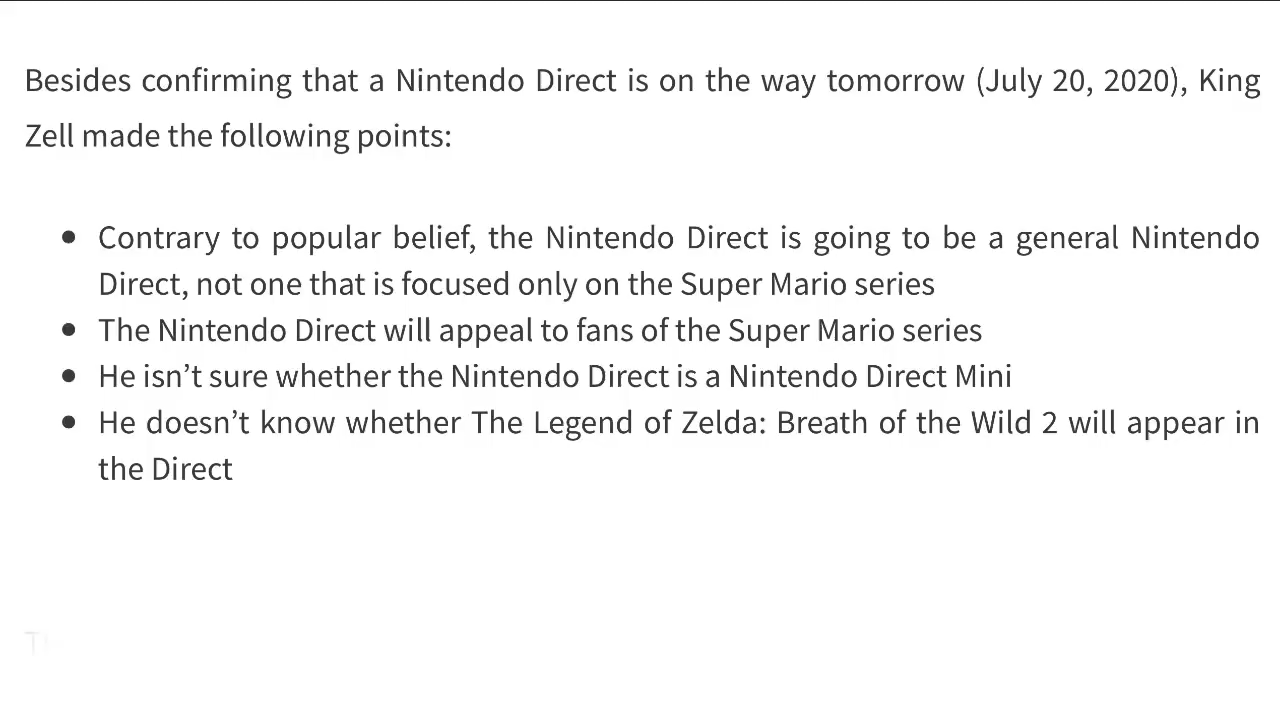 Besides confirming that a Nintendo Direct is on the way tomorrow (July 20, 2020), King
Zell made the following points:
• Contrary to popular belief, the Nintendo Direct is going to be a general Nintendo
Direct, not one that is focused only on the Super Mario series
• The Nintendo Direct will appeal to fans of the Super Mario series
• He isn’t sure whether the Nintendo Direct is a Nintendo Direct Mini
• He doesn’t know whether The Legend of Zelda: Breath of the Wild 2 will appear in
the Direct